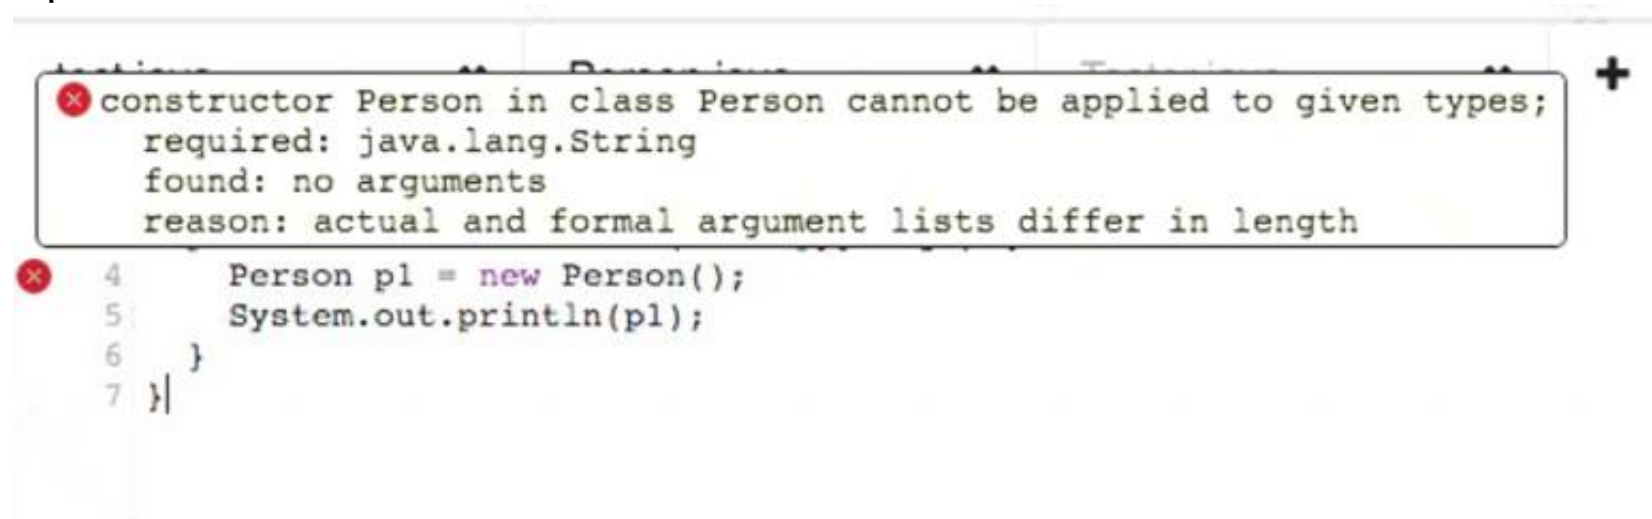 constructor Person in class Person cannot be applied to given types;
required: java.lang.String
found: no arguments
reason: actual and formal argument lists differ in length
4 Person p1 = new Person();
5 System.out.println(p1);
6 }
7 }